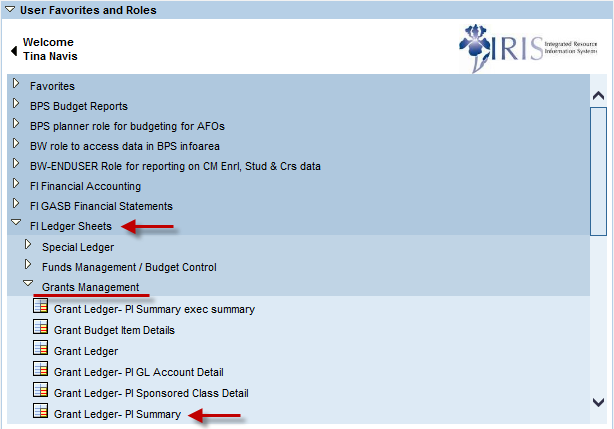 User Favorites and Roles
Welcome
Tina Navis
IRIS Integrated Resource
Information Systems
Favorites
BPS Budget Reports
BPS planner role for budgeting for AFOs
BW role to access data in BPS infoarea
BW-ENDUSER Role for reporting on CM Enrl, Stud & Crs data
FI Financial Accounting
FI GASB Financial Statements
FI Ledger Sheets
Special Ledger
Funds Management / Budget Control
Grants Management
Grant Ledger- PI Summary exec summary
Grant Budget Item Details
Grant Ledger
Grant Ledger- PI GL Account Detail
Grant Ledger- PI Sponsored Class Detail
Grant Ledger- PI Summary